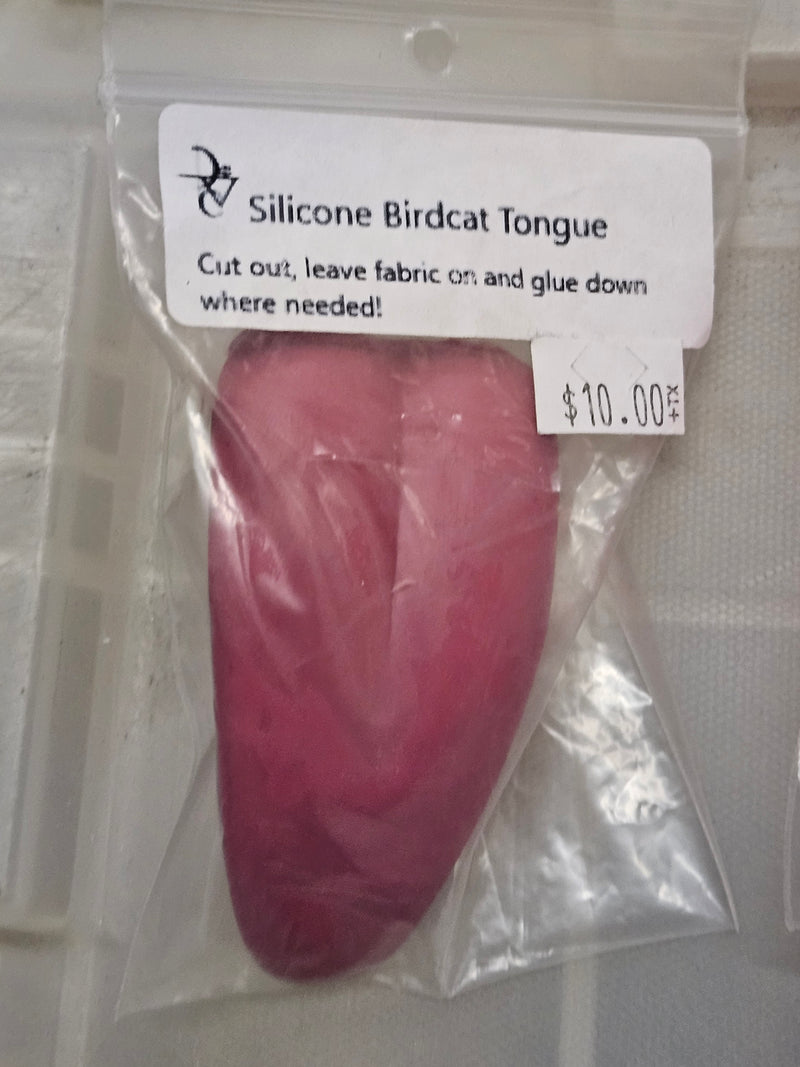 Silicone Birdcat Tongue
Cut out, leave fabric on and glue down
where needed!
$10.00